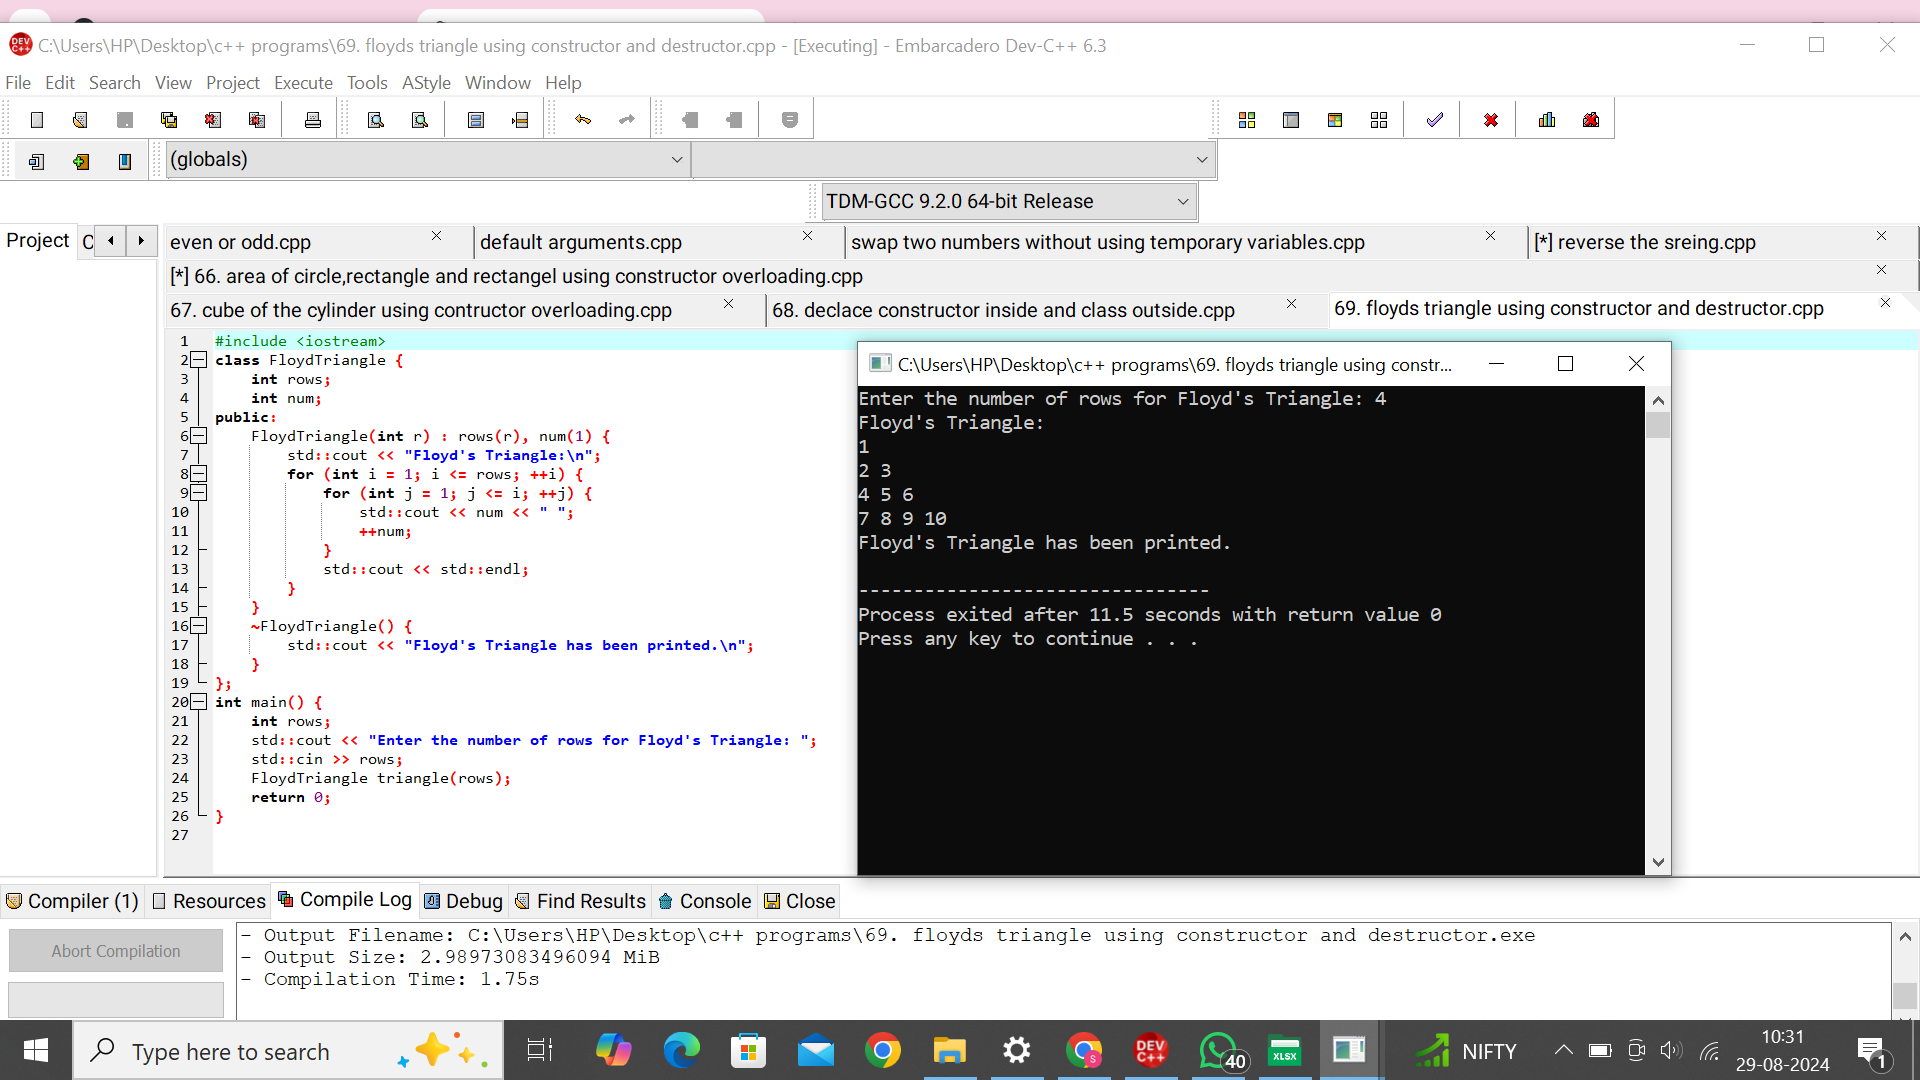 C:\Users\HP\Desktop\c++ programs\69. floyds triangle using constructor and destructor.cpp - [Executing] - Embarcadero Dev-C++ 6.3
File Edit Search View Project Execute Tools AStyle Window Help
(globals)
TDM-GCC 9.2.0 64-bit Release
Project C
even or odd.cpp default arguments.cpp swap two numbers without using temporary variables.cpp [*] reverse the sreing.cpp
[*] 66. area of circle,rectangle and rectangel using constructor overloading.cpp
67. cube of the cylinder using contructor overloading.cpp 68. declace constructor inside and class outside.cpp 69. floyds triangle using constructor and destructor.cpp
1 #include <iostream>
2 class FloydTriangle {
3 int rows;
4 int num;
5 public:
6 FloydTriangle(int r) : rows(r), num(1) {
7 std::cout << "Floyd's Triangle:\n";
8 for (int i = 1; i <= rows; ++i) {
9 for (int j = 1; j <= i; ++j) {
10 std::cout << num << " ";
11 ++num;
12 }
13 std::cout << std::endl;
14 }
15 }
16 ~FloydTriangle() {
17 std::cout << "Floyd's Triangle has been printed.\n";
18 }
19 };
20 int main() {
21 int rows;
22 std::cout << "Enter the number of rows for Floyd's Triangle: ";
23 std::cin >> rows;
24 FloydTriangle triangle(rows);
25 return 0;
26 }
27
C:\Users\HP\Desktop\c++ programs\69. floyds triangle using constr...
Enter the number of rows for Floyd's Triangle: 4
Floyd's Triangle:
1
2 3
4 5 6
7 8 9 10
Floyd's Triangle has been printed.
--------------------------------
Process exited after 11.5 seconds with return value 0
Press any key to continue . . .
Compiler (1) Resources Compile Log Debug Find Results Console Close
Abort Compilation
- Output Filename: C:\Users\HP\Desktop\c++ programs\69. floyds triangle using constructor and destructor.exe
- Output Size: 2.98973083496094 MiB
- Compilation Time: 1.75s
Type here to search
DEV C++
40
XLSX
NIFTY
10:31
29-08-2024
1